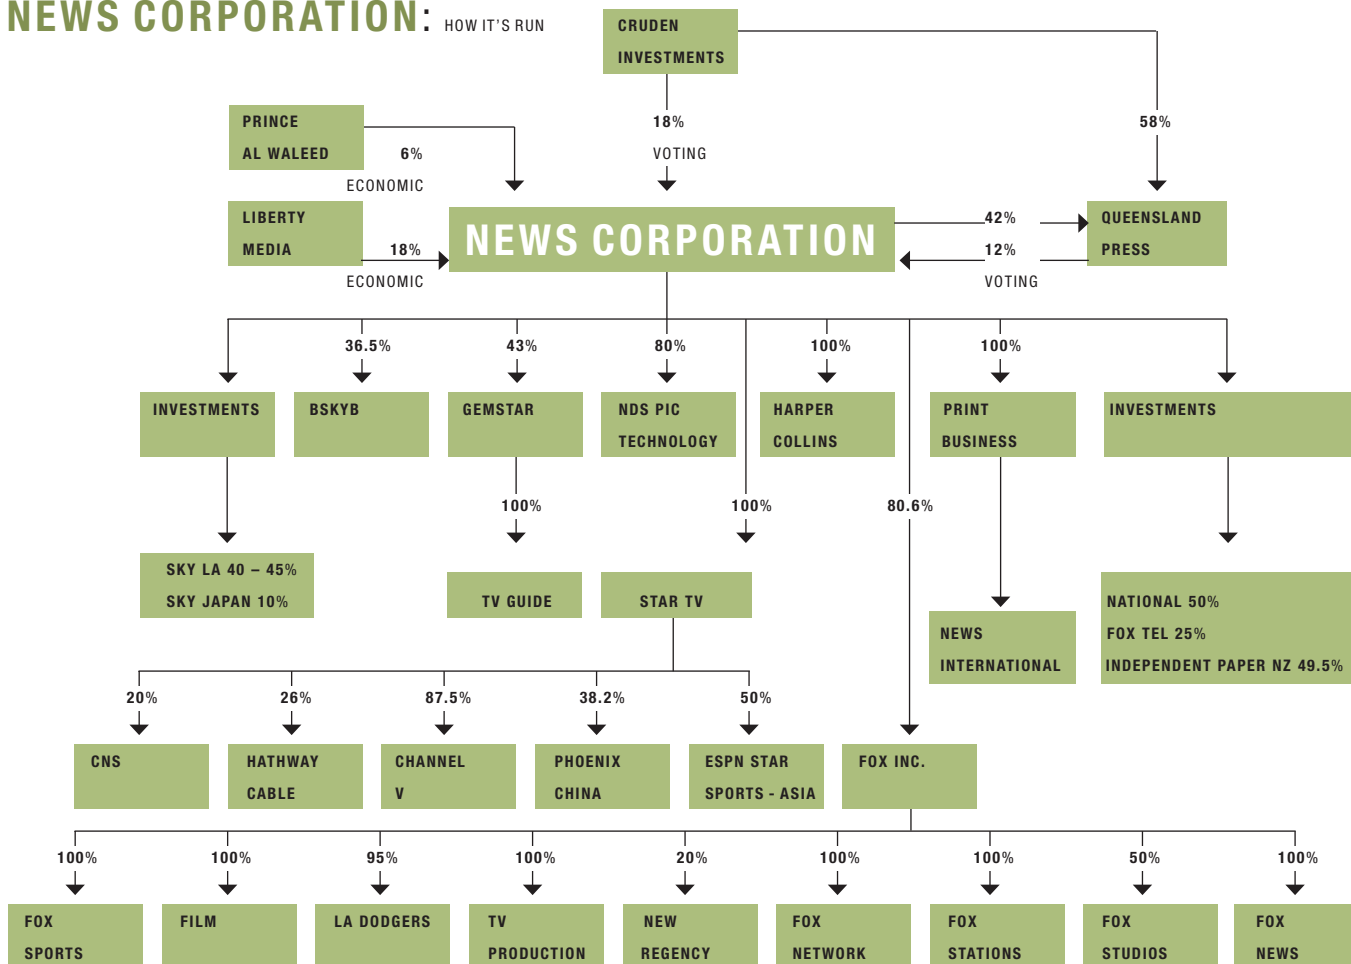 NEWS CORPORATION: HOW IT'S RUN
CRUDEN
INVESTMENTS
PRINCE
AL WALEED
6%
ECONOMIC
18%
VOTING
58%
LIBERTY
MEDIA
18%
ECONOMIC
NEWS CORPORATION
42%
12%
VOTING
QUEENSLAND
PRESS
36.5%
43%
80%
100%
100%
INVESTMENTS
BSKYB
GEMSTAR
NDS PIC
TECHNOLOGY
HARPER
COLLINS
PRINT
BUSINESS
INVESTMENTS
100%
100%
80.6%
SKY LA 40 – 45%
SKY JAPAN 10%
TV GUIDE
STAR TV
NEWS
INTERNATIONAL
NATIONAL 50%
FOX TEL 25%
INDEPENDENT PAPER NZ 49.5%
20%
26%
87.5%
38.2%
50%
CNS
HATHWAY
CABLE
CHANNEL
V
PHOENIX
CHINA
ESPN STAR
SPORTS - ASIA
FOX INC.
100%
100%
95%
100%
20%
100%
100%
50%
100%
FOX
SPORTS
FILM
LA DODGERS
TV
PRODUCTION
NEW
REGENCY
FOX
NETWORK
FOX
STATIONS
FOX
STUDIOS
FOX
NEWS